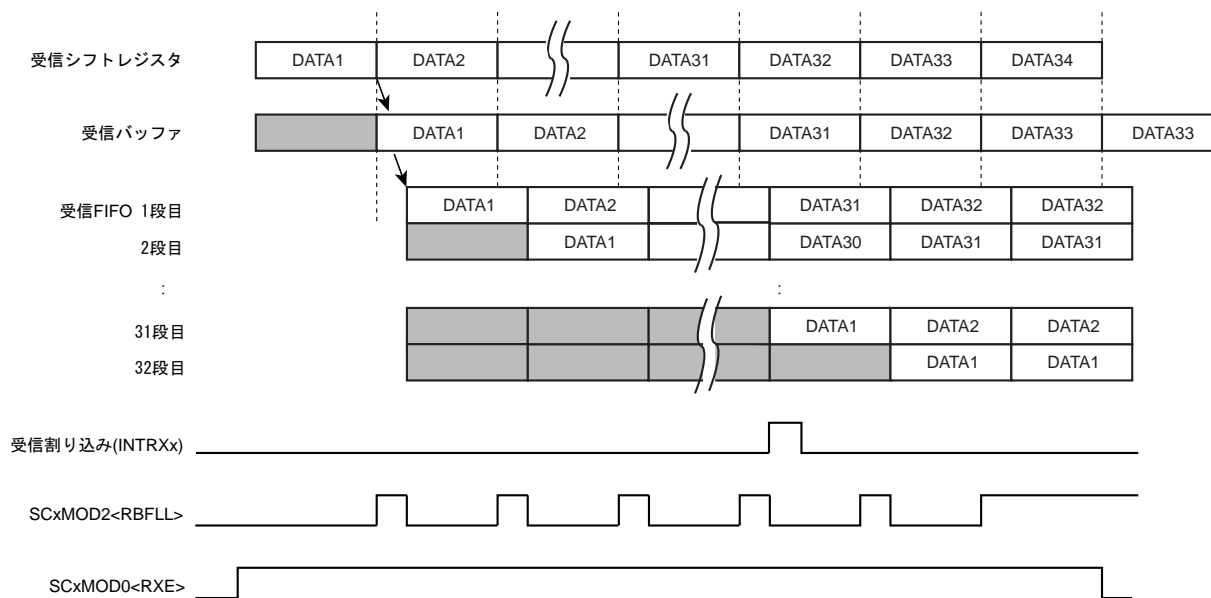 受信シフトレジスタ DATA1 DATA2 DATA31 DATA32 DATA33 DATA34
受信バッファ DATA1 DATA2 DATA31 DATA32 DATA33 DATA33
受信FIFO 1段目 DATA1 DATA2 DATA31 DATA32 DATA32
2段目 DATA1 DATA30 DATA31 DATA31
: :
31段目 DATA1 DATA2 DATA2
32段目 DATA1 DATA1
受信割り込み(INTRXx)
SCxMOD2<RBFLL>
SCxMOD0<RXE>